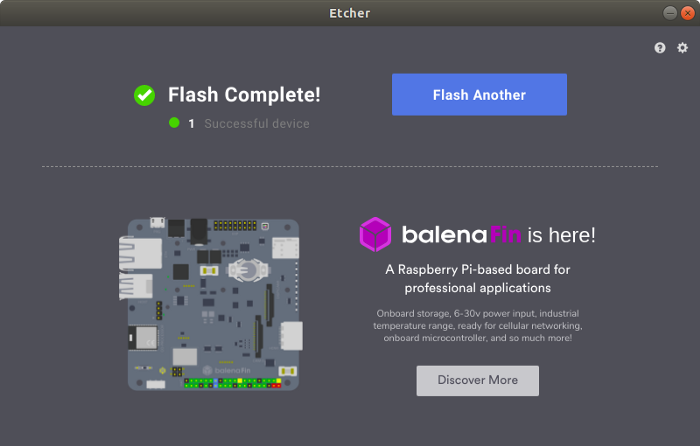 Etcher
Flash Complete!
1 Successful device
Flash Another
balenaFin is here!
A Raspberry Pi-based board for
professional applications
Onboard storage, 6-30v power input, industrial
temperature range, ready for cellular networking,
onboard microcontroller, and so much more!
Discover More
balenafin